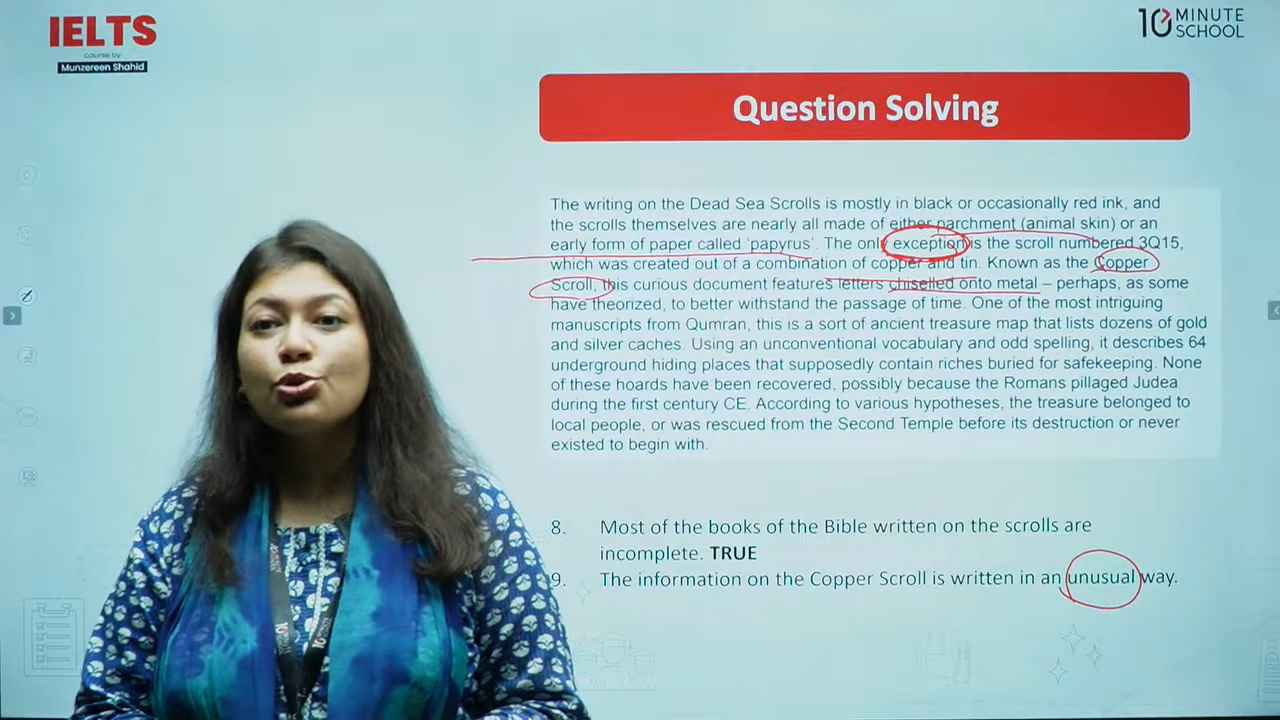 IELTS
course by
Munzereen Shahid
10 MINUTE SCHOOL
Question Solving
The writing on the Dead Sea Scrolls is mostly in black or occasionally red ink, and
the scrolls themselves are nearly all made of either parchment (animal skin) or an
early form of paper called 'papyrus'. The only exception is the scroll numbered 3Q15,
which was created out of a combination of copper and tin. Known as the Copper
Scroll, this curious document features letters chiselled onto metal – perhaps, as some
have theorized, to better withstand the passage of time. One of the most intriguing
manuscripts from Qumran, this is a sort of ancient treasure map that lists dozens of gold
and silver caches. Using an unconventional vocabulary and odd spelling, it describes 64
underground hiding places that supposedly contain riches buried for safekeeping. None
of these hoards have been recovered, possibly because the Romans pillaged Judea
during the first century CE. According to various hypotheses, the treasure belonged to
local people, or was rescued from the Second Temple before its destruction or never
existed to begin with.
8. Most of the books of the Bible written on the scrolls are
incomplete. TRUE
9. The information on the Copper Scroll is written in an unusual way.